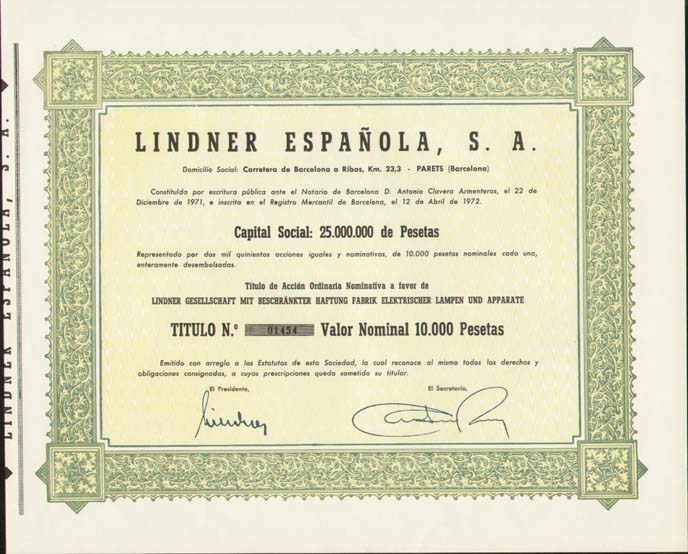 LINDNER ESPAÑOLA, S. A.
LINDNER ESPAÑOLA, S. A.
Domicilio Social: Carretera de Barcelona a Ribas, Km. 23,3 - PARETS (Barcelona)
Constituída por escritura pública ante el Notario de Barcelona D. Antonio Clavera Armenteros, el 22 de
Diciembre de 1971, e inscrita en el Registro Mercantil de Barcelona, el 12 de Abril de 1972.
Capital Social: 25.000.000 de Pesetas
Representado por dos mil quinientas acciones iguales y nominativas, de 10.000 pesetas nominales cada una,
enteramente desembolsadas.
Título de Acción Ordinaria Nominativa a favor de
LINDNER GESELLSCHAFT MIT BESCHRÄNKTER HAFTUNG FABRIK ELEKTRISCHER LAMPEN UND APPARATE
TITULO N.º 01454 Valor Nominal 10.000 Pesetas
Emitido con arreglo a los Estatutos de esta Sociedad, la cual reconoce al mismo todos los derechos y
obligaciones consignadas, a cuyas prescripciones queda sometido su titular.
El Presidente, El Secretario,
Lindner